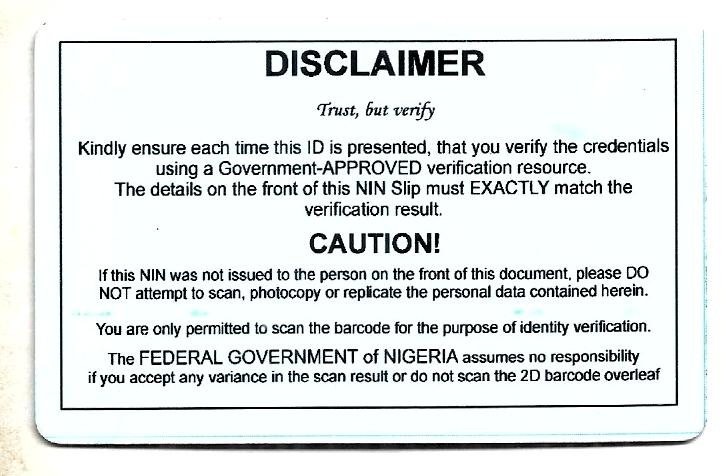 DISCLAIMER
Trust, but verify
Kindly ensure each time this ID is presented, that you verify the credentials
using a Government-APPROVED verification resource.
The details on the front of this NIN Slip must EXACTLY match the
verification result.
CAUTION!
If this NIN was not issued to the person on the front of this document, please DO
NOT attempt to scan, photocopy or replicate the personal data contained herein.
You are only permitted to scan the barcode for the purpose of identity verification.
The FEDERAL GOVERNMENT of NIGERIA assumes no responsibility
if you accept any variance in the scan result or do not scan the 2D barcode overleaf